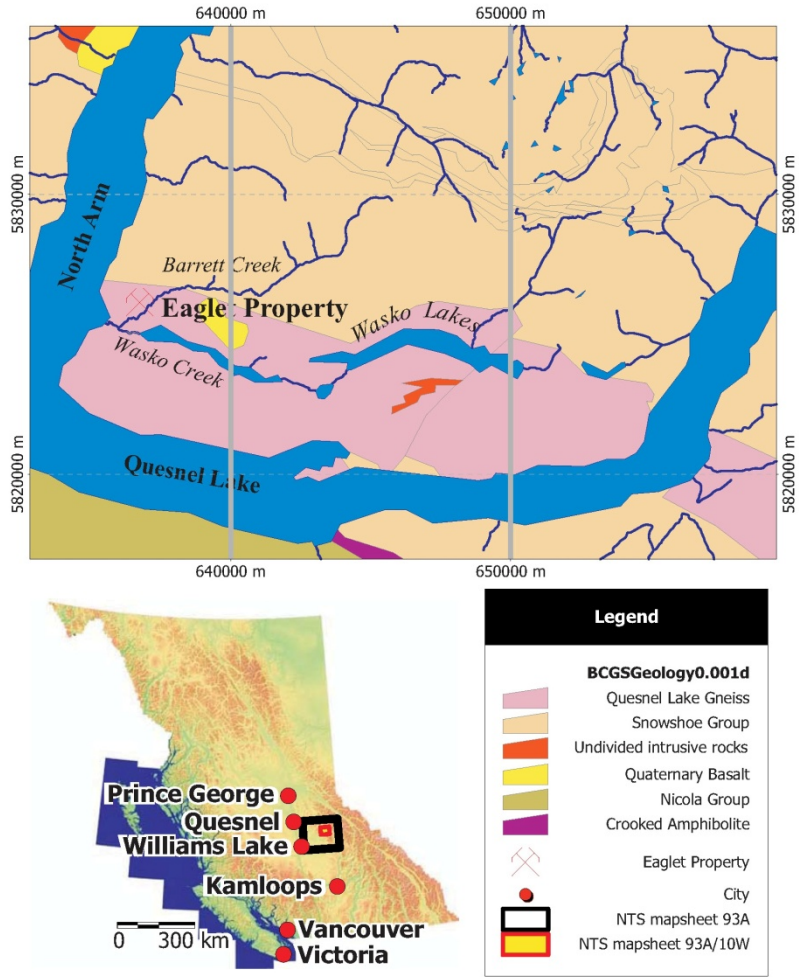 640000 m
650000 m
5830000 m
5830000 m
North Arm
Barrett Creek
Eaglet Property
Wasko Lakes
Wasko Creek
Quesnel Lake
5820000 m
5820000 m
640000 m
650000 m
Prince George
Quesnel
Williams Lake
Kamloops
Vancouver
Victoria
0 300 km
Legend
BCGSGeology0.001d
Quesnel Lake Gneiss
Snowshoe Group
Undivided intrusive rocks
Quaternary Basalt
Nicola Group
Crooked Amphibolite
Eaglet Property
City
NTS mapsheet 93A
NTS mapsheet 93A/10W